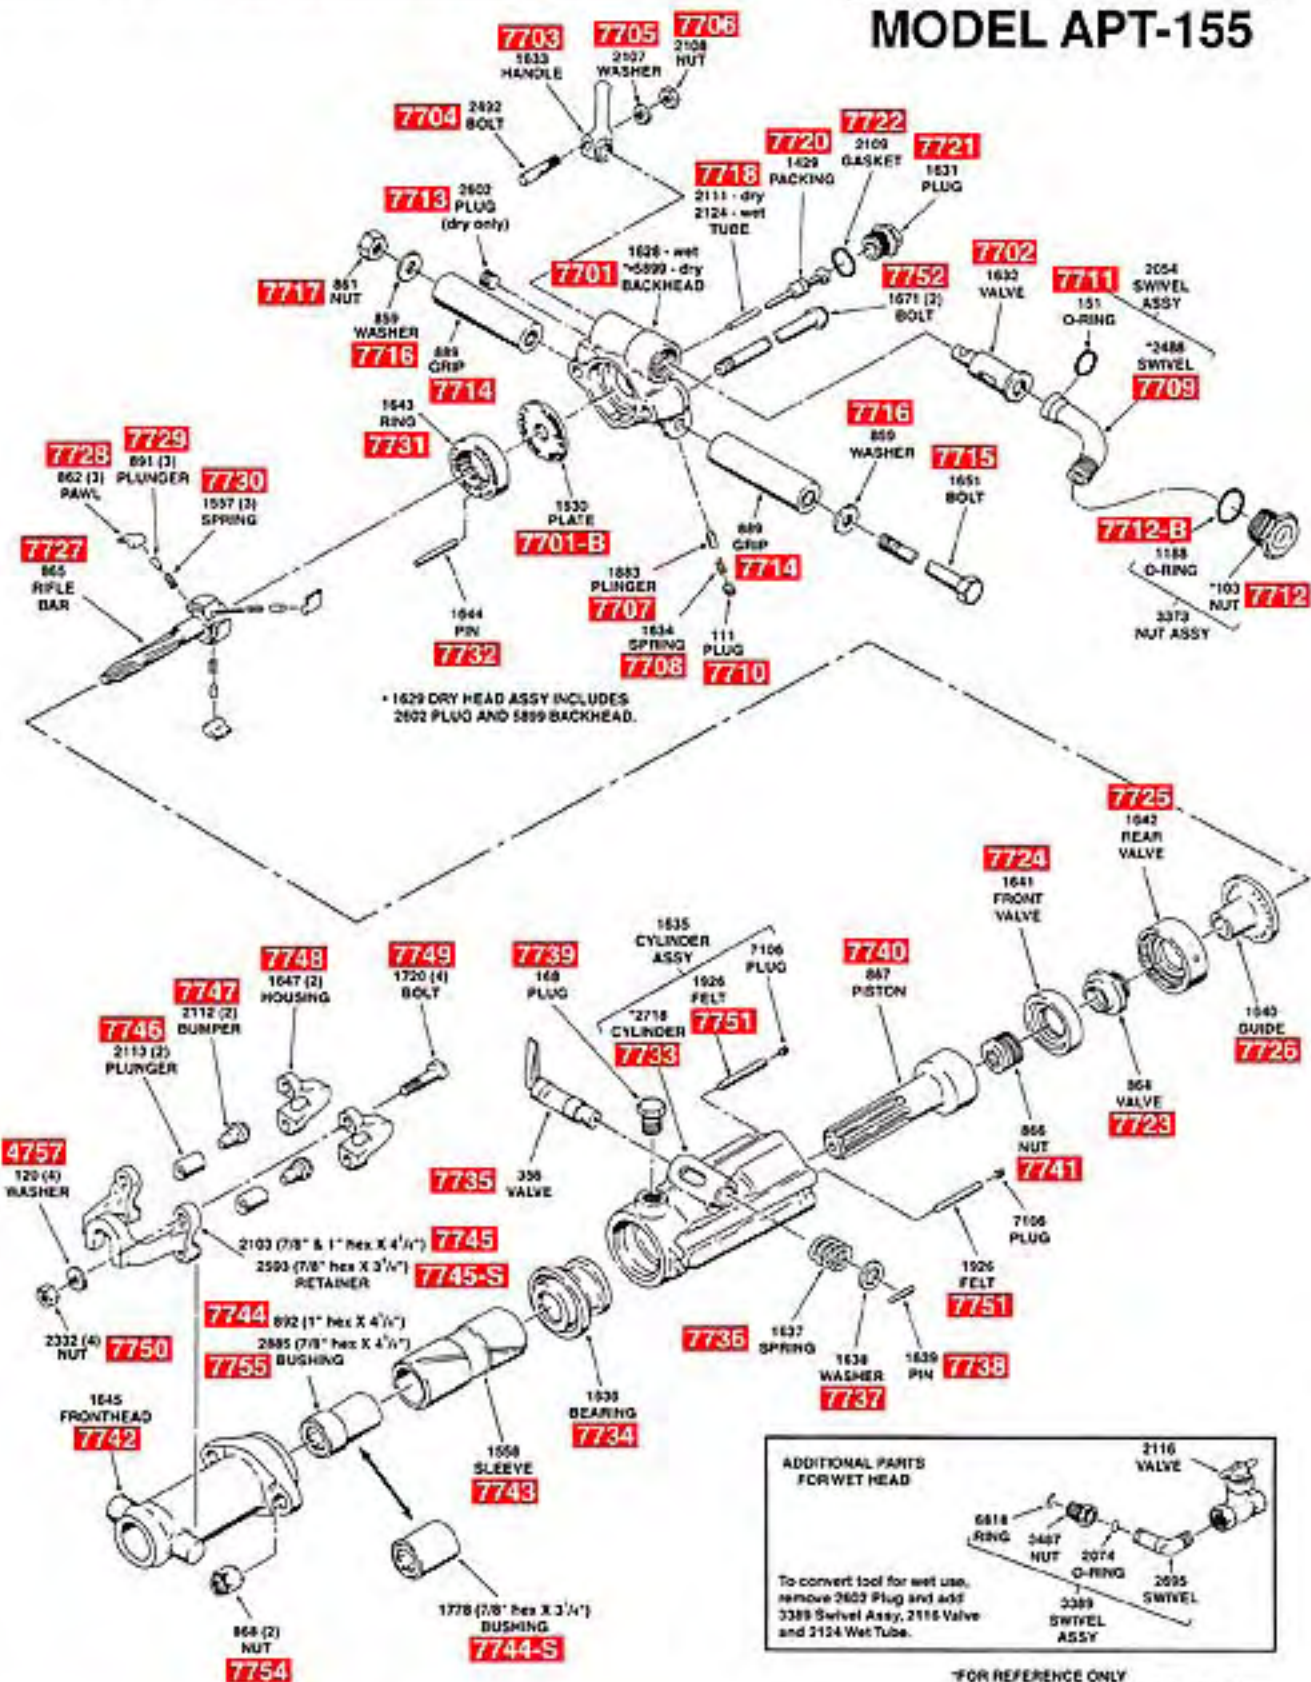 MODEL APT-155
7703
1633
HANDLE
7705
2107
WASHER
7706
2108
NUT
7704
2492
BOLT
7713
2602
PLUG
(dry only)
7718
2111 - dry
2124 - wet
TUBE
7720
1429
PACKING
7722
2109
GASKET
7721
1631
PLUG
7717
861
NUT
859
WASHER
7716
889
GRIP
7714
7701
1628 - wet
*5899 - dry
BACKHEAD
7752
1671 (2)
BOLT
7702
1632
VALVE
7711
151
O-RING
2054
SWIVEL
ASSY
*2488
SWIVEL
7709
1643
RING
7731
7728
862 (3)
PAWL
7729
891 (3)
PLUNGER
7730
1557 (3)
SPRING
7727
865
RIFLE
BAR
1530
PLATE
7701-B
1644
PIN
7732
7716
859
WASHER
7715
1651
BOLT
889
GRIP
7714
1883
PLINGER
7707
1634
SPRING
7708
111
PLUG
7710
7712-B
1188
O-RING
*103
NUT
7712
3373
NUT ASSY
* 1629 DRY HEAD ASSY INCLUDES
2602 PLUG AND 5899 BACKHEAD.
7725
1642
REAR
VALVE
7724
1641
FRONT
VALVE
1640
GUIDE
7726
864
VALVE
7723
866
NUT
7741
7740
867
PISTON
1635
CYLINDER
ASSY
7106
PLUG
1926
FELT
7751
*2718
CYLINDER
7733
7739
168
PLUG
7749
1720 (4)
BOLT
7748
1647 (2)
HOUSING
7747
2112 (2)
BUMPER
7746
2113 (2)
PLUNGER
4757
120 (4)
WASHER
7735
358
VALVE
7106
PLUG
1926
FELT
7751
2103 (7/8" & 1" hex X 4¼")
7745
2593 (7/8" hex X 3¼")
RETAINER
7745-S
2332 (4)
NUT
7750
7744
892 (1" hex X 4¼")
2885 (7/8" hex X 4¼")
7755
BUSHING
7736
1637
SPRING
1638
WASHER
7737
1639
PIN
7738
1636
BEARING
7734
1645
FRONTHEAD
7742
1558
SLEEVE
7743
1778 (7/8" hex X 3¼")
BUSHING
7744-S
868 (2)
NUT
7754
ADDITIONAL PARTS
FOR WET HEAD
2116
VALVE
6818
RING
3487
NUT
2074
O-RING
2695
SWIVEL
3389
SWIVEL
ASSY
To convert tool for wet use,
remove 2602 Plug and add
3389 Swivel Assy, 2116 Valve
and 2124 Wet Tube.
*FOR REFERENCE ONLY